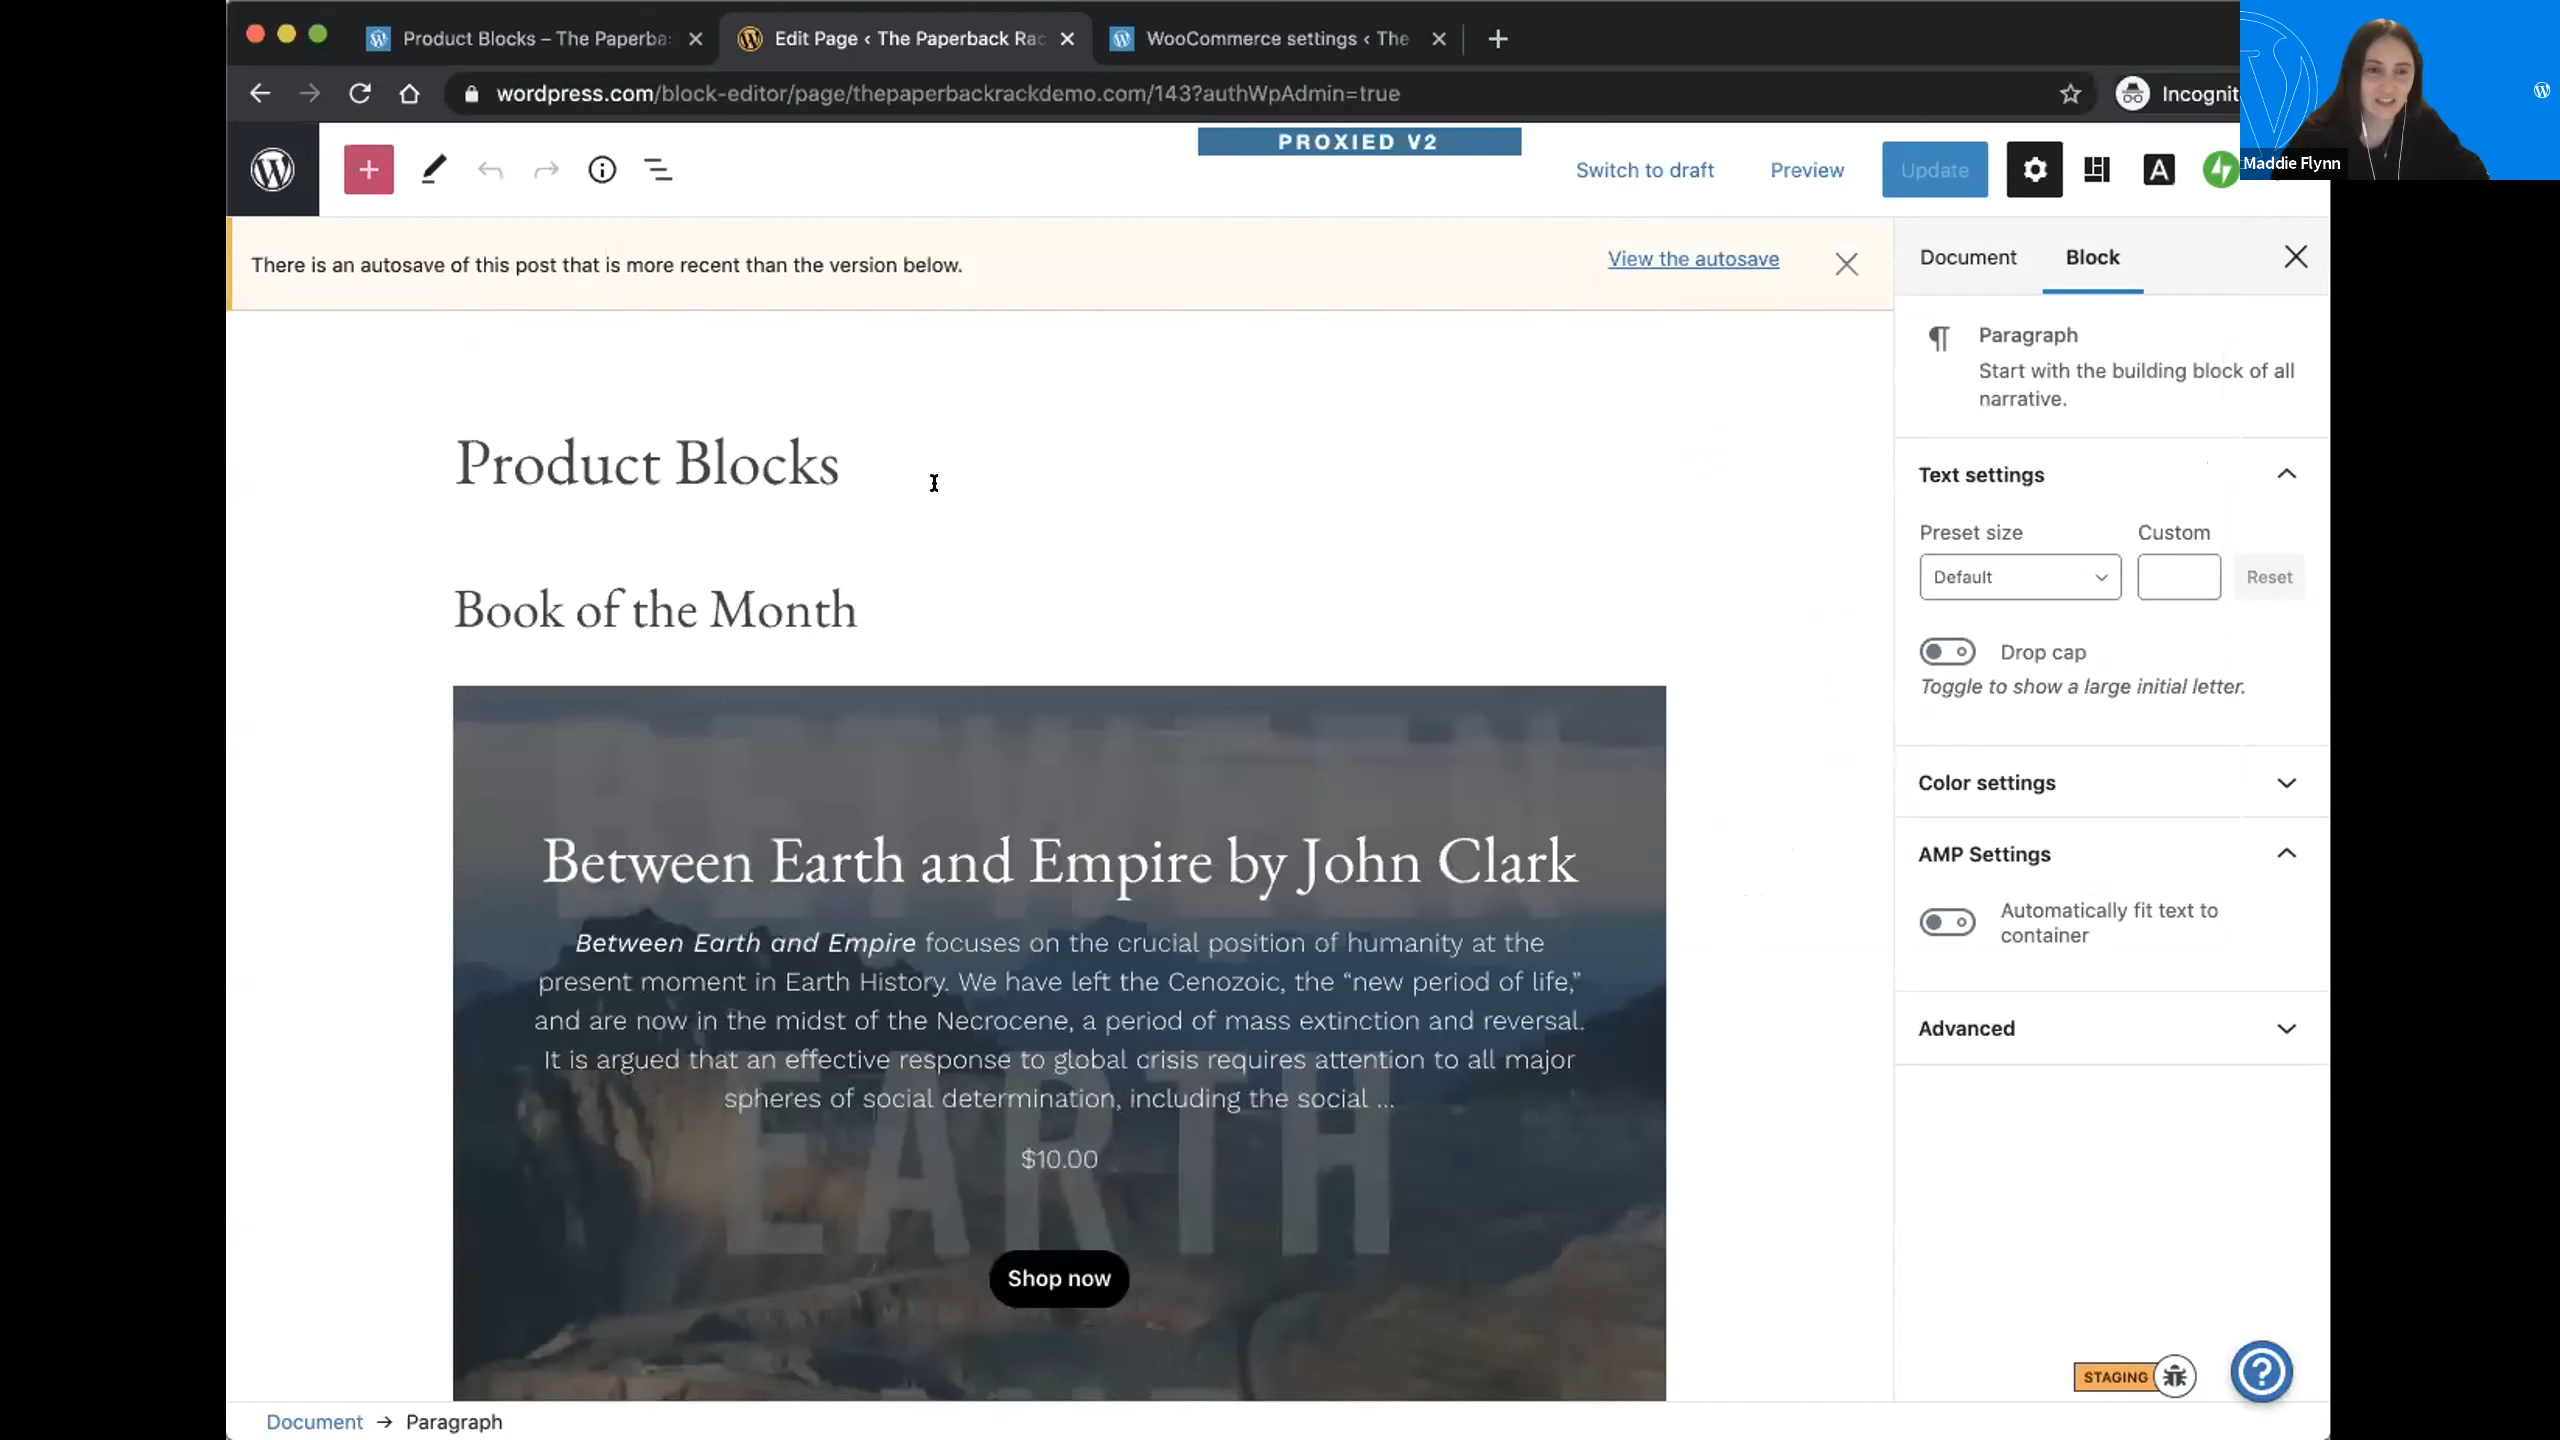 Product Blocks – The Paperba
Edit Page ‹ The Paperback Rac
WooCommerce settings ‹ The
wordpress.com/block-editor/page/thepaperbackrackdemo.com/143?authWpAdmin=true
Incognit
Maddie Flynn
PROXIED V2
Switch to draft
Preview
Update
There is an autosave of this post that is more recent than the version below.
View the autosave
Document
Block
Paragraph
Start with the building block of all
narrative.
Text settings
Preset size
Custom
Default
Reset
Drop cap
Toggle to show a large initial letter.
Color settings
AMP Settings
Automatically fit text to
container
Advanced
Product Blocks
Book of the Month
BETWEEN
EARTH
Between Earth and Empire by John Clark
Between Earth and Empire focuses on the crucial position of humanity at the
present moment in Earth History. We have left the Cenozoic, the “new period of life,”
and are now in the midst of the Necrocene, a period of mass extinction and reversal.
It is argued that an effective response to global crisis requires attention to all major
spheres of social determination, including the social ...
$10.00
Shop now
STAGING
Document → Paragraph